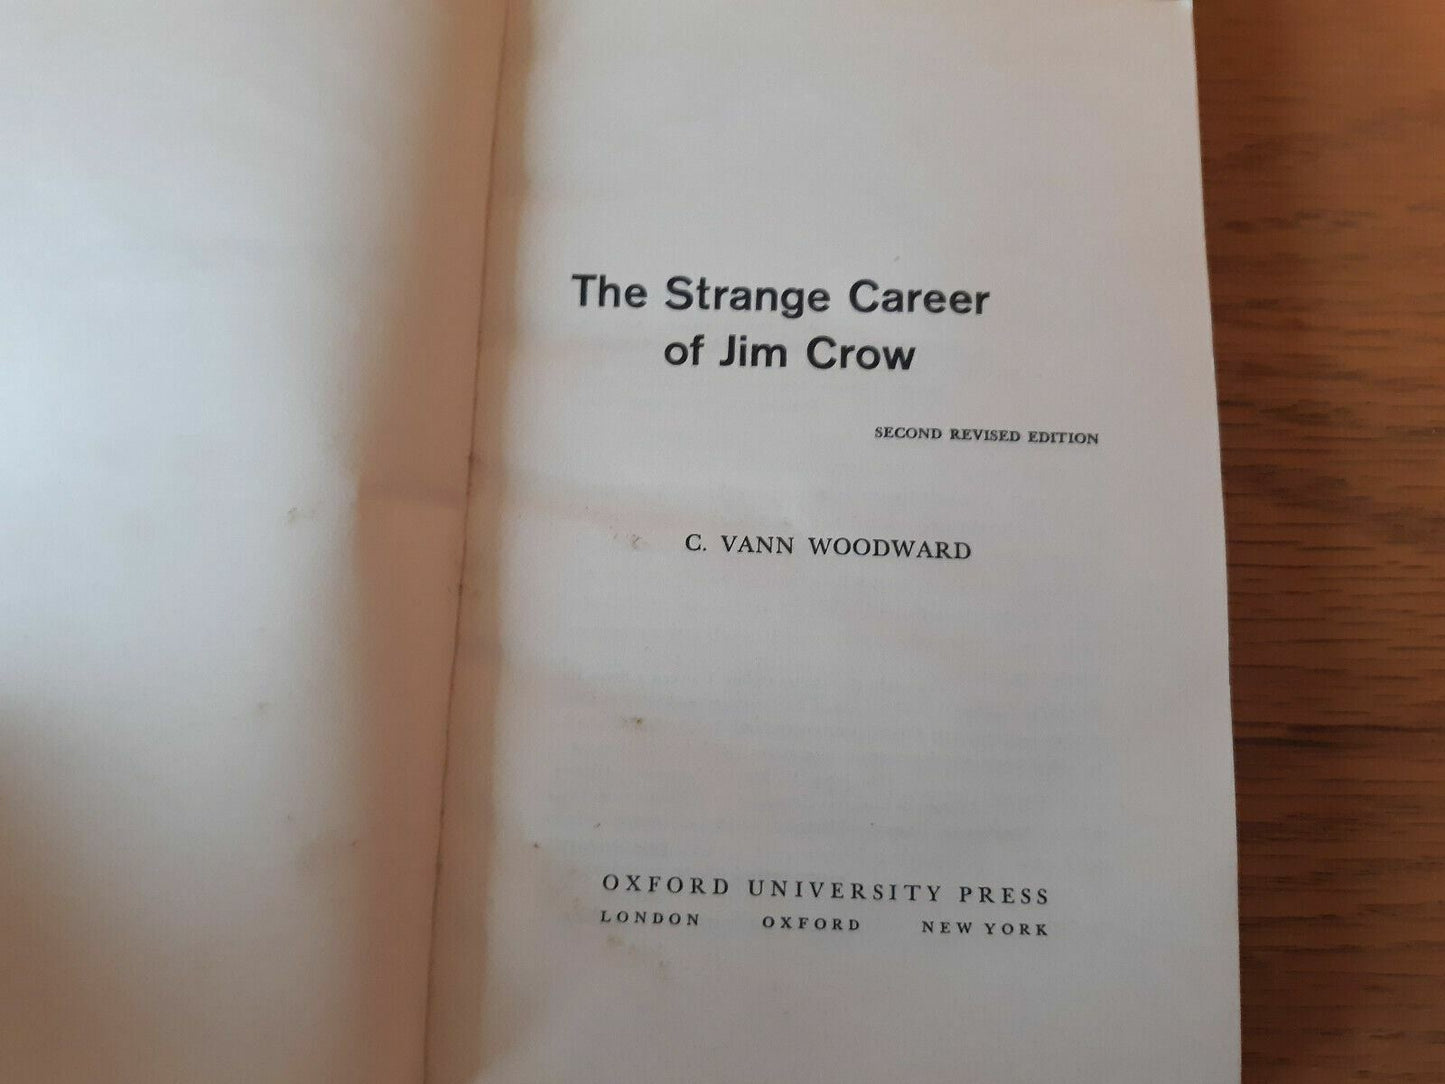 The Strange Career
of Jim Crow
SECOND REVISED EDITION
C. VANN WOODWARD
OXFORD UNIVERSITY PRESS
LONDON OXFORD NEW YORK